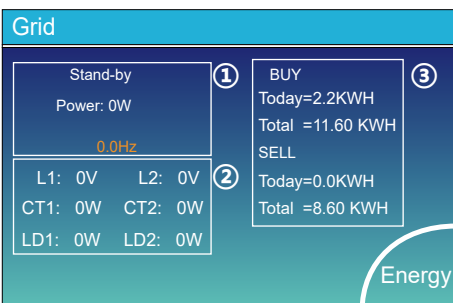 Grid
Stand-by
Power: 0W
0.0Hz
①
L1: 0V L2: 0V
CT1: 0W CT2: 0W
LD1: 0W LD2: 0W
②
BUY
Today=2.2KWH
Total =11.60 KWH
SELL
Today=0.0KWH
Total =8.60 KWH
③
Energy